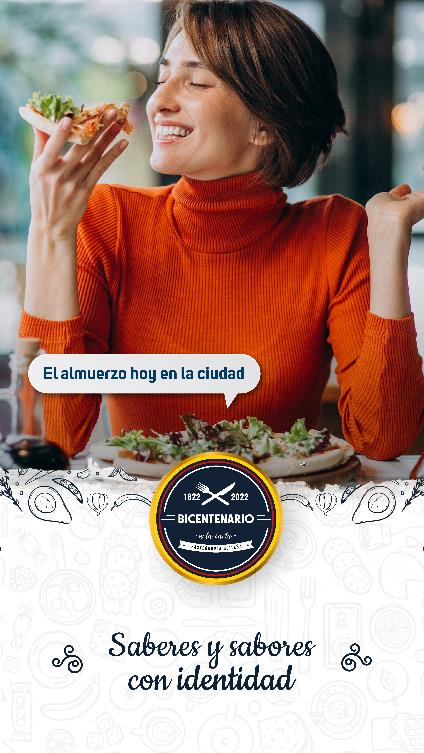 El almuerzo hoy en la ciudad
1822 2022
BICENTENARIO
Saberes y sabores
con identidad